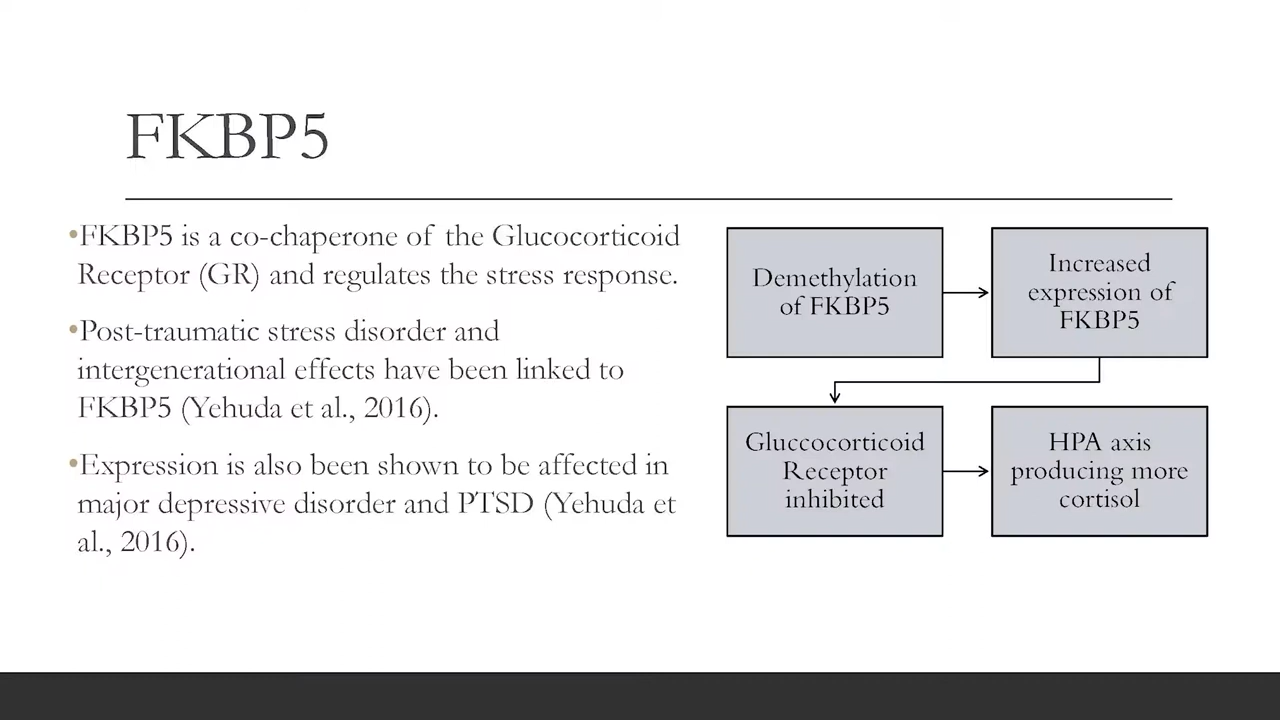 FKBP5
•FKBP5 is a co-chaperone of the Glucocorticoid
Receptor (GR) and regulates the stress response.
•Post-traumatic stress disorder and
intergenerational effects have been linked to
FKBP5 (Yehuda et al., 2016).
•Expression is also been shown to be affected in
major depressive disorder and PTSD (Yehuda et
al., 2016).
Demethylation
of FKBP5
Increased
expression of
FKBP5
Gluccocorticoid
Receptor
inhibited
HPA axis
producing more
cortisol